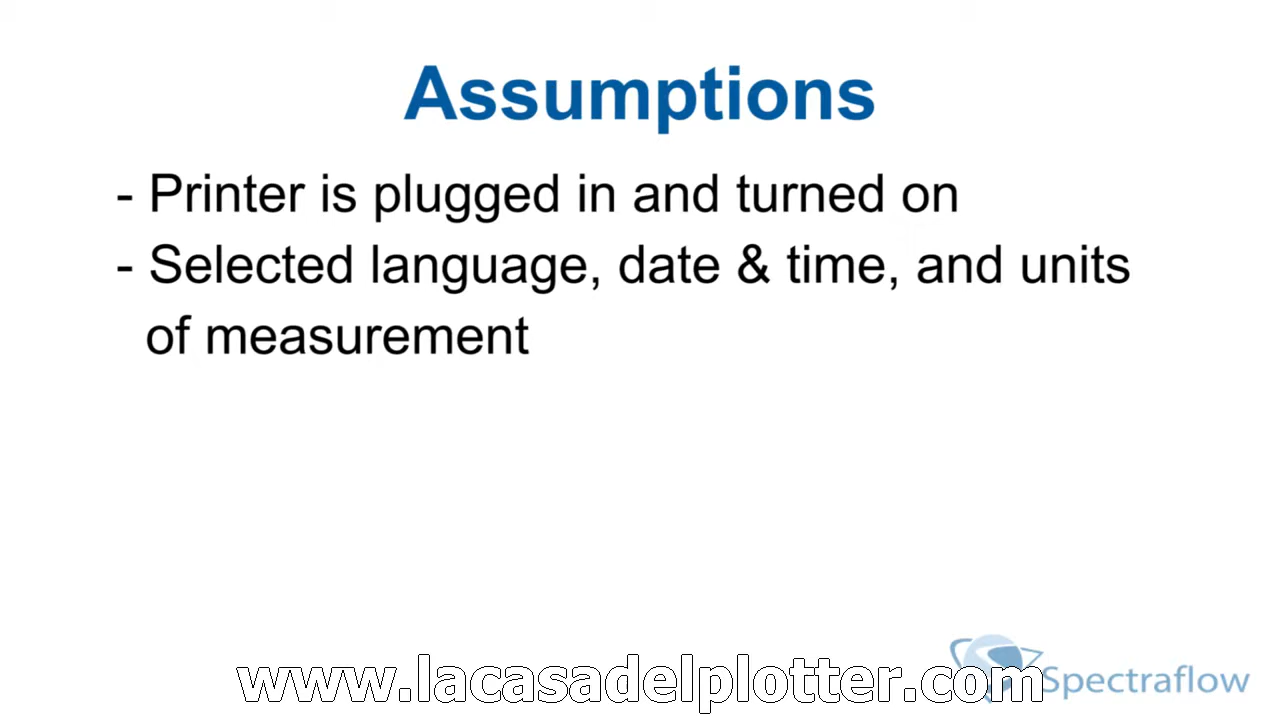 Assumptions
- Printer is plugged in and turned on
- Selected language, date & time, and units
of measurement
www.lacasadelplotter.com
Spectraflow